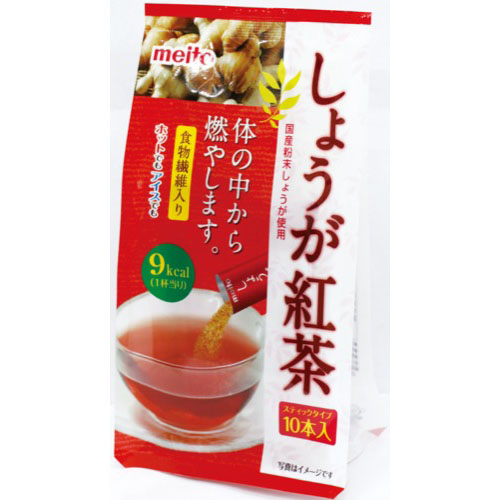 meito
しょうが紅茶
国産粉末しょうが使用
体の中から
燃やします。
食物繊維入り
ホットでもアイスでも
9kcal
(1杯当り)
meito
スティックタイプ
10本入
写真はイメージです